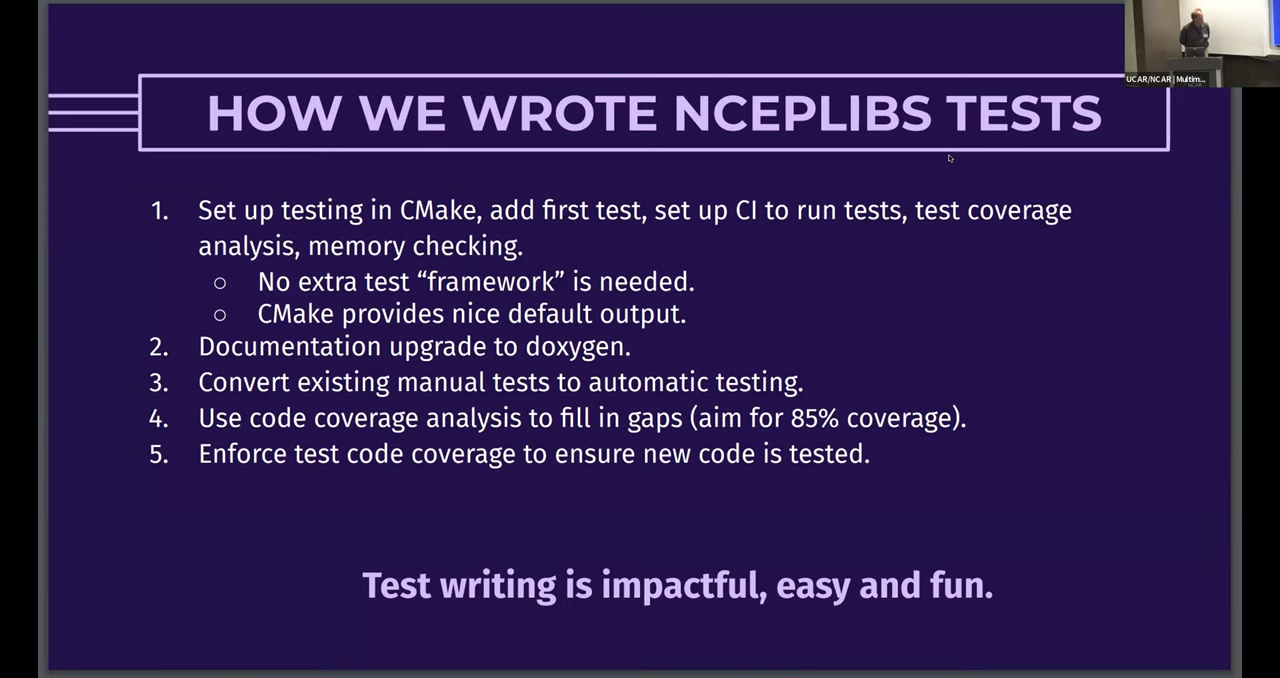 UCAR/NCAR | Multim...
HOW WE WROTE NCEPLIBS TESTS
1. Set up testing in CMake, add first test, set up CI to run tests, test coverage
analysis, memory checking.
○ No extra test “framework” is needed.
○ CMake provides nice default output.
2. Documentation upgrade to doxygen.
3. Convert existing manual tests to automatic testing.
4. Use code coverage analysis to fill in gaps (aim for 85% coverage).
5. Enforce test code coverage to ensure new code is tested.
Test writing is impactful, easy and fun.